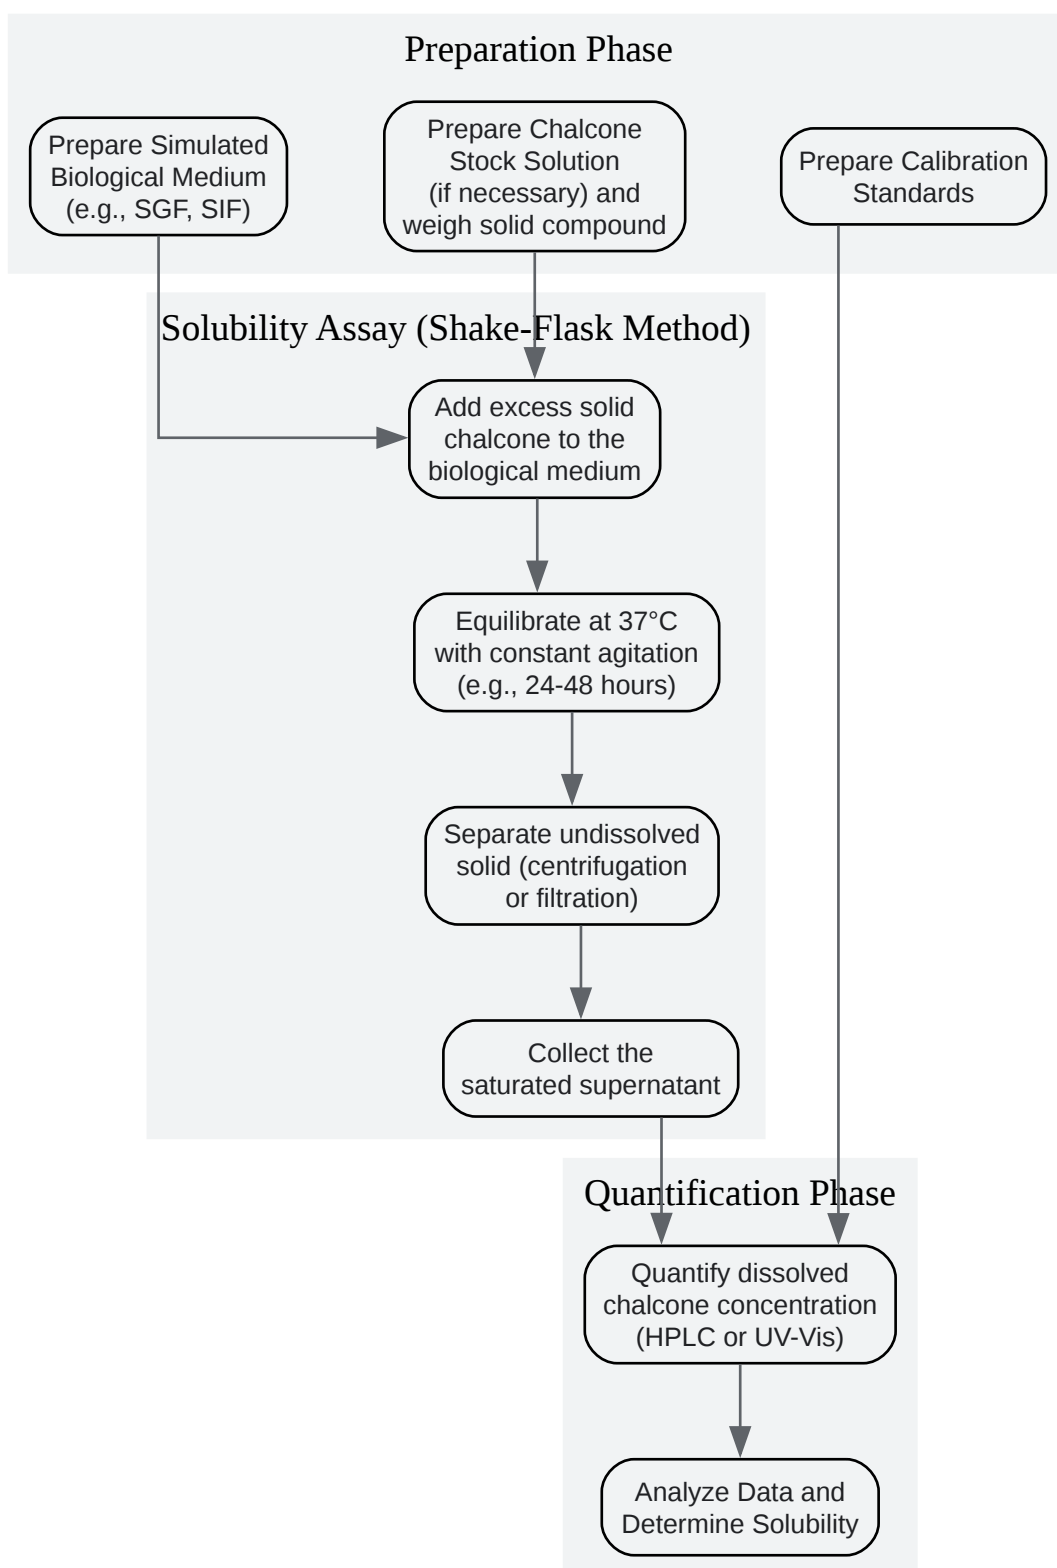 Preparation Phase
Prepare Simulated
Biological Medium
(e.g., SGF, SIF)
Prepare Chalcone
Stock Solution
(if necessary) and
weigh solid compound
Prepare Calibration
Standards
Solubility Assay (Shake-Flask Method)
Add excess solid
chalcone to the
biological medium
Equilibrate at 37°C
with constant agitation
(e.g., 24-48 hours)
Separate undissolved
solid (centrifugation
or filtration)
Collect the
saturated supernatant
Quantification Phase
Quantify dissolved
chalcone concentration
(HPLC or UV-Vis)
Analyze Data and
Determine Solubility